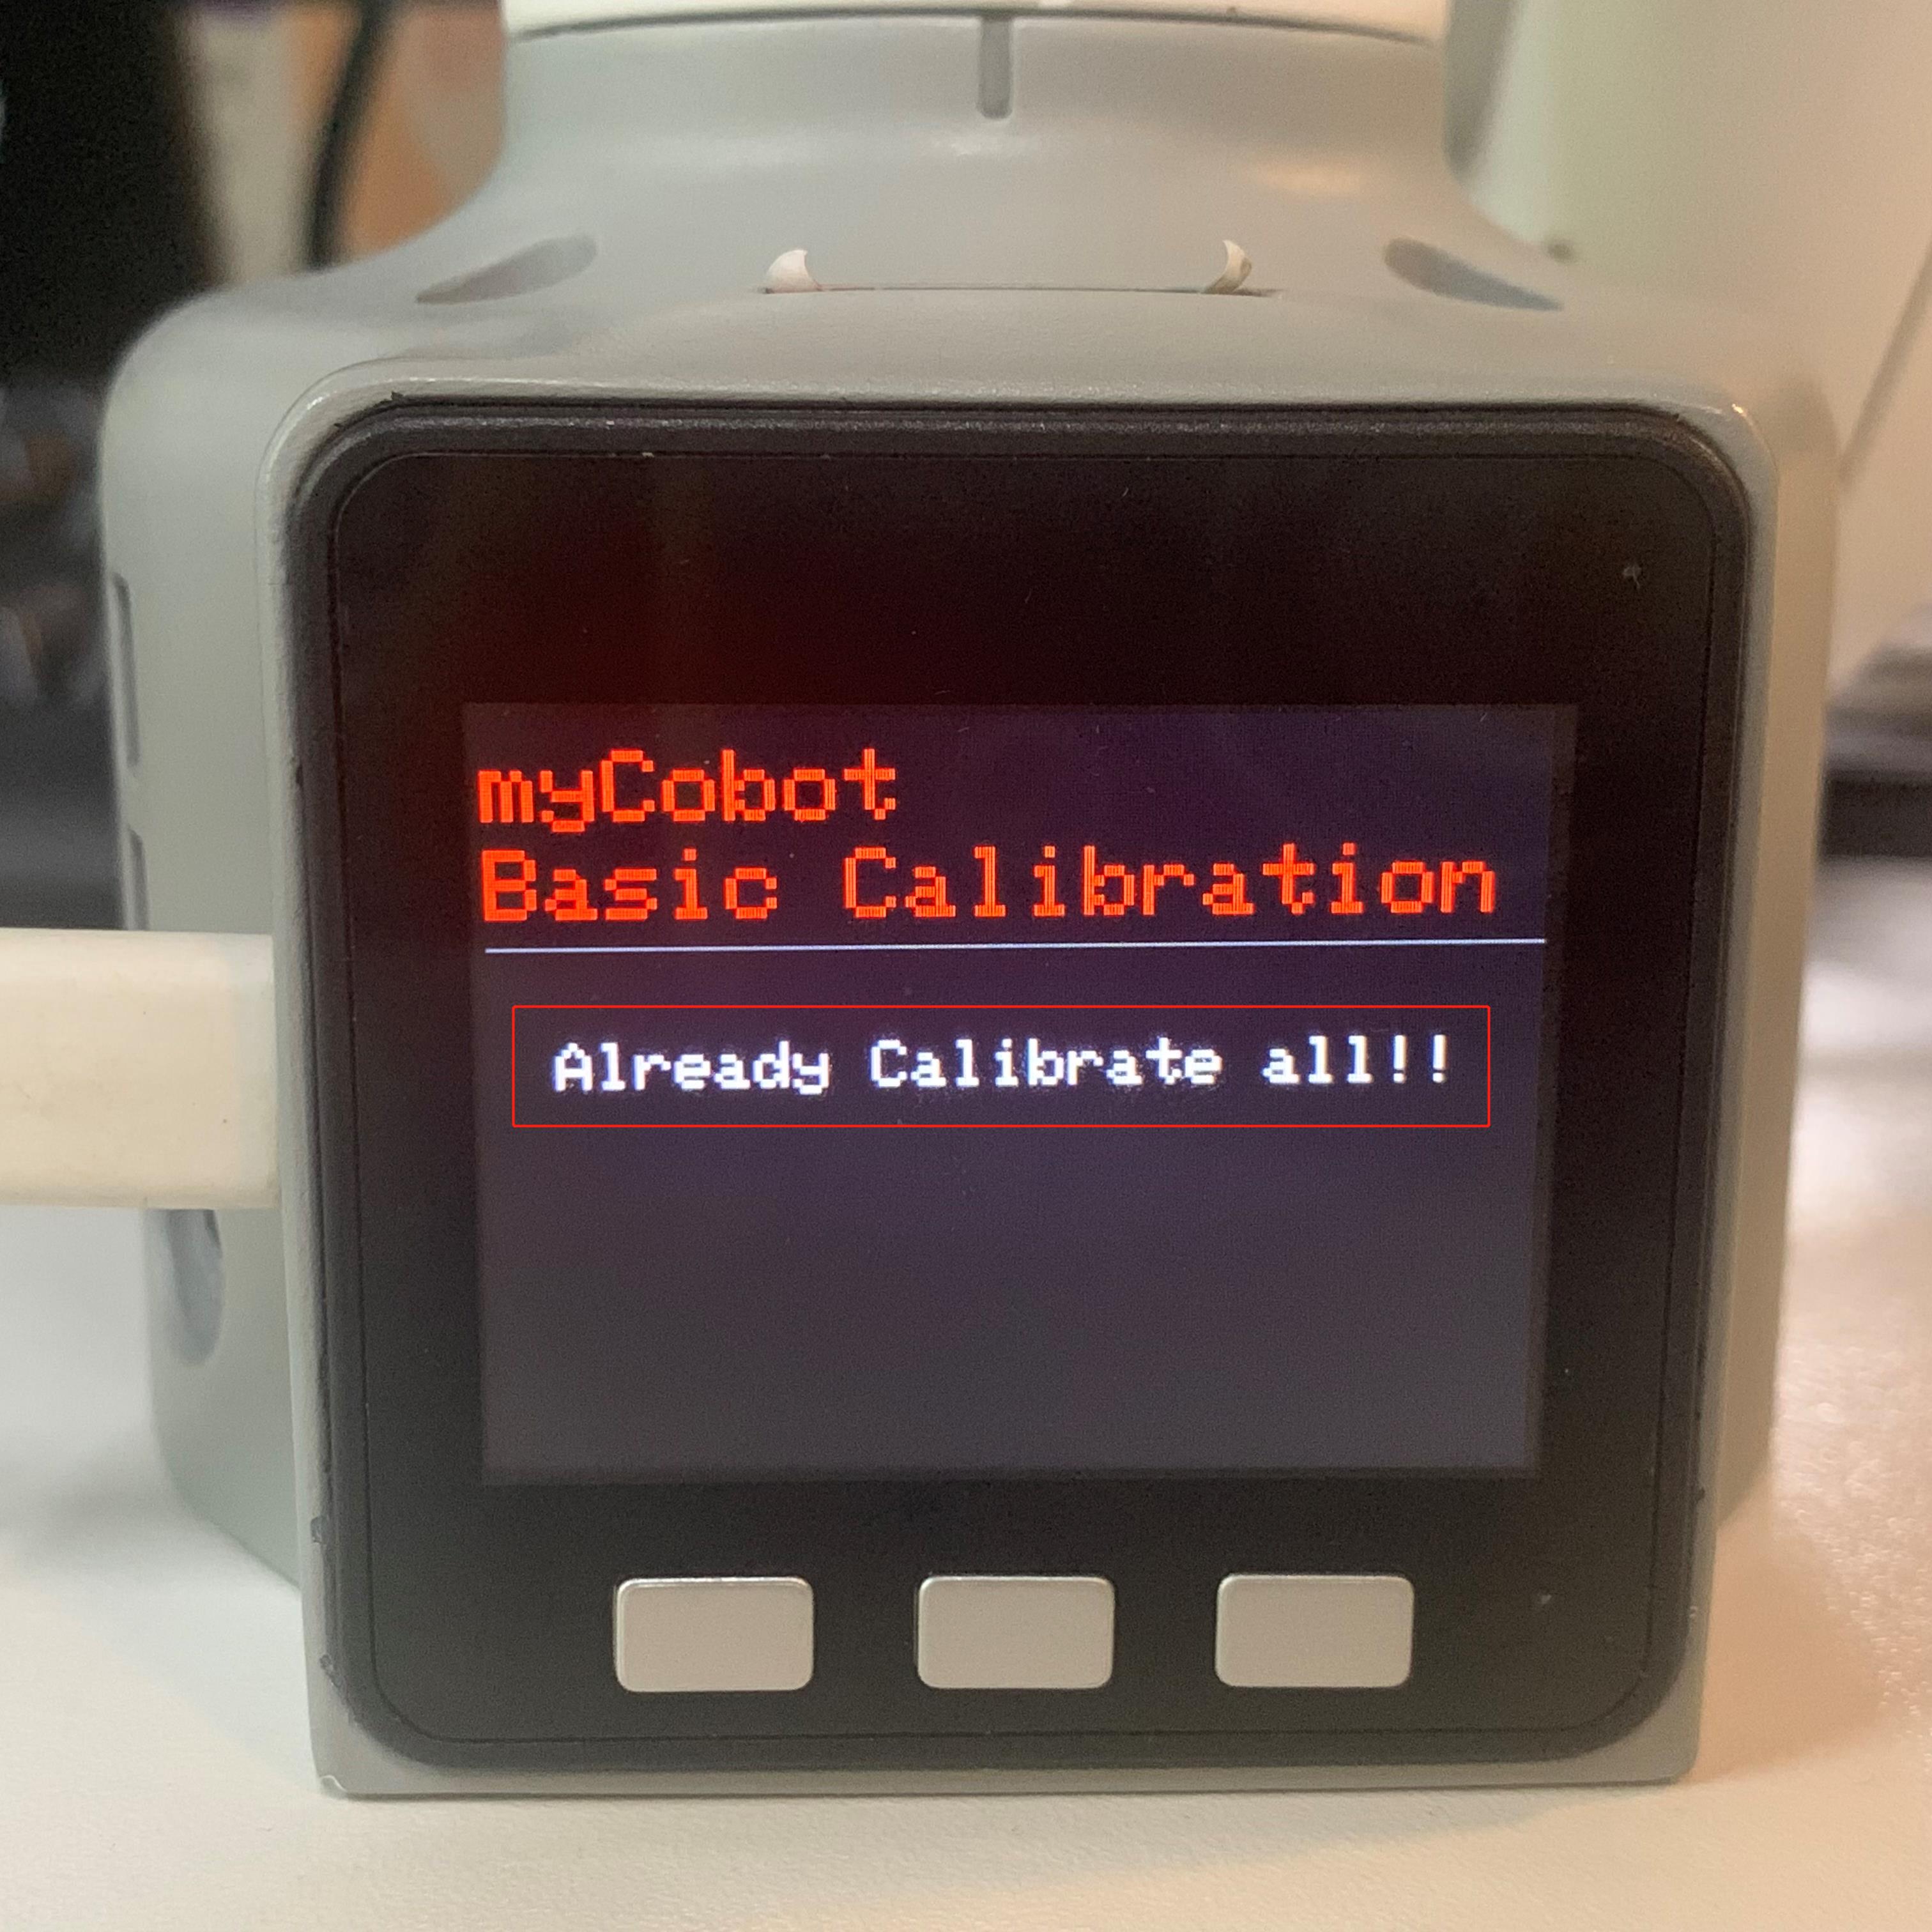 myCobot
Basic Calibration
Already Calibrate all!!